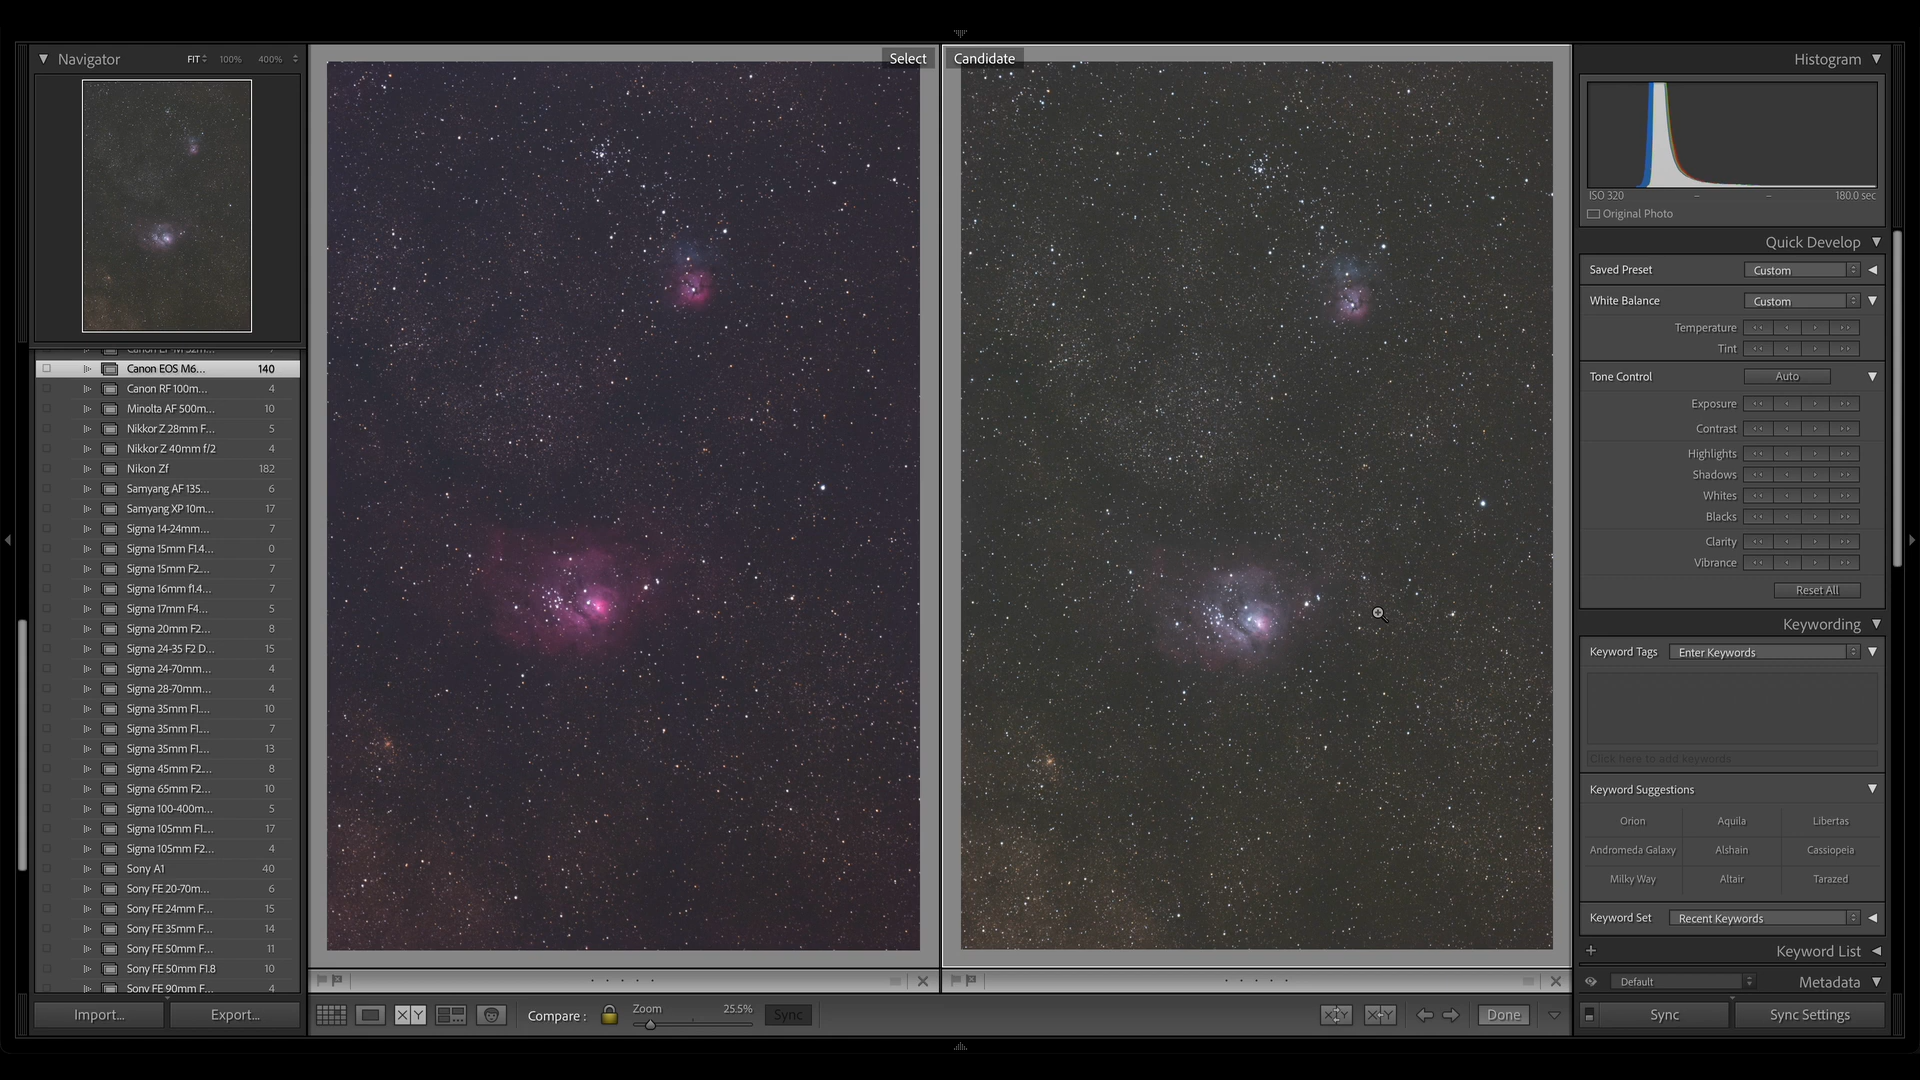 Navigator FIT 100% 400%
Canon EOS M6... 140
Canon RF 100m... 4
Minolta AF 500m... 10
Nikkor Z 28mm F... 5
Nikkor Z 40mm f/2 4
Nikon Zf 182
Samyang AF 135... 6
Samyang XP 10m... 17
Sigma 14-24mm... 7
Sigma 15mm F1.4... 0
Sigma 15mm F2.... 7
Sigma 16mm f1.4... 7
Sigma 17mm F4... 5
Sigma 20mm F2... 8
Sigma 24-35 F2 D... 15
Sigma 24-70mm... 4
Sigma 28-70mm... 4
Sigma 35mm F1.... 10
Sigma 35mm F1.... 7
Sigma 35mm F1.... 13
Sigma 45mm F2.... 8
Sigma 65mm F2... 10
Sigma 100-400m... 5
Sigma 105mm F1.... 17
Sigma 105mm F2... 4
Sony A1 40
Sony FE 20-70m... 6
Sony FE 24mm F... 15
Sony FE 35mm F... 14
Sony FE 50mm F... 11
Sony FE 50mm F1.8 10
Sony FE 90mm F... 4
Import... Export...
Select
Candidate
Compare : Zoom 25.5% Sync
XY XY Done
Histogram
ISO 320 – – 180.0 sec
Original Photo
Quick Develop
Saved Preset Custom
White Balance Custom
Temperature
Tint
Tone Control Auto
Exposure
Contrast
Highlights
Shadows
Whites
Blacks
Clarity
Vibrance
Reset All
Keywording
Keyword Tags Enter Keywords
Click here to add keywords
Keyword Suggestions
Orion Aquila Libertas
Andromeda Galaxy Alshain Cassiopeia
Milky Way Altair Tarazed
Keyword Set Recent Keywords
Keyword List
Default Metadata
Sync Sync Settings